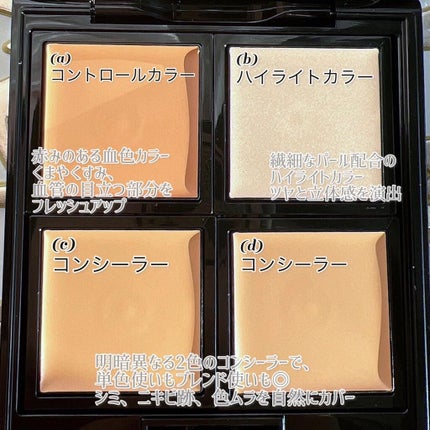 (a)
コントロールカラー
(b)
ハイライトカラー
赤みのある血色カラー
くまやくすみ、
血管の目立つ部分を
フレッシュアップ
繊細なパール配合の
ハイライトカラー
ツヤと立体感を演出
(c)
コンシーラー
(d)
コンシーラー
明暗異なる2色のコンシーラーで、
単色使いもブレンド使いも◎
シミ、ニキビ跡、色ムラを自然にカバー